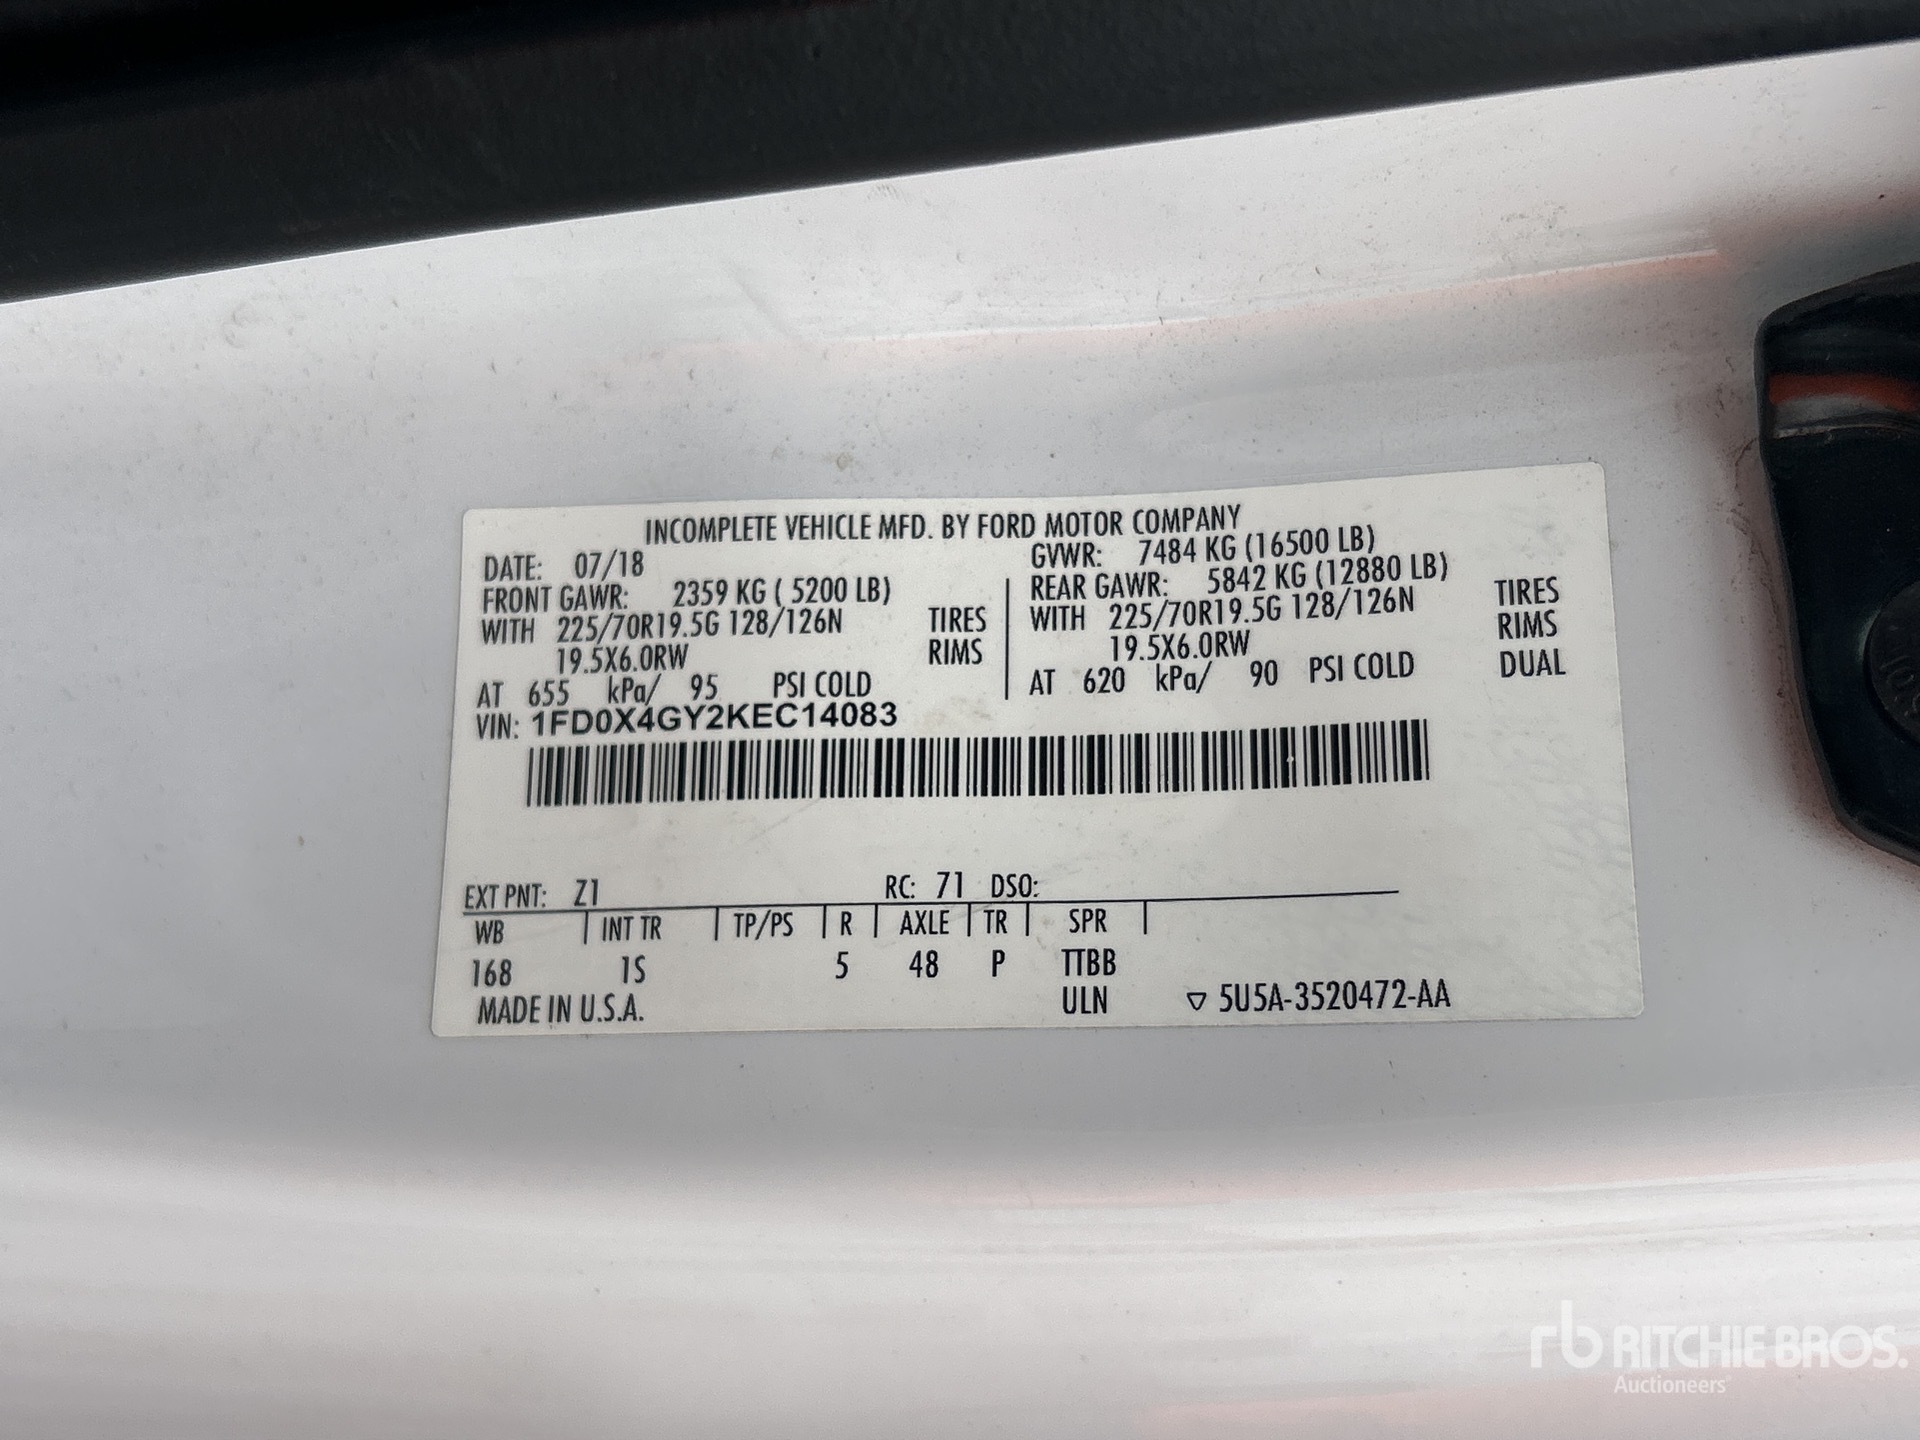 INCOMPLETE VEHICLE MFD. BY FORD MOTOR COMPANY
DATE: 07/18 GVWR: 7484 KG (16500 LB)
FRONT GAWR: 2359 KG ( 5200 LB) REAR GAWR: 5842 KG (12880 LB)
WITH 225/70R19.5G 128/126N TIRES WITH 225/70R19.5G 128/126N TIRES
19.5X6.0RW RIMS 19.5X6.0RW RIMS
AT 655 kPa/ 95 PSI COLD AT 620 kPa/ 90 PSI COLD DUAL
VIN: 1FD0X4GY2KEC14083
EXT PNT: Z1 RC: 71 DSO:
WB INT TR TP/PS R AXLE TR SPR
168 1S 5 48 P TTBB
MADE IN U.S.A. ULN ▽ 5U5A-3520472-AA
rb RITCHIE BROS.
Auctioneers